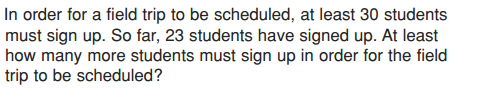 In order for a field trip to be scheduled, at least 30 students
must sign up. So far, 23 students have signed up. At least
how many more students must sign up in order for the field
trip to be scheduled?